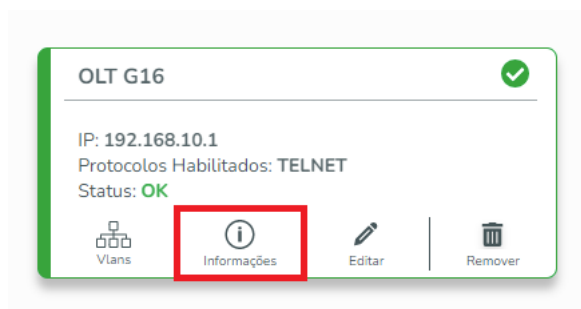 OLT G16
IP: 192.168.10.1
Protocolos Habilitados: TELNET
Status: OK
Vlans Informações Editar Remover